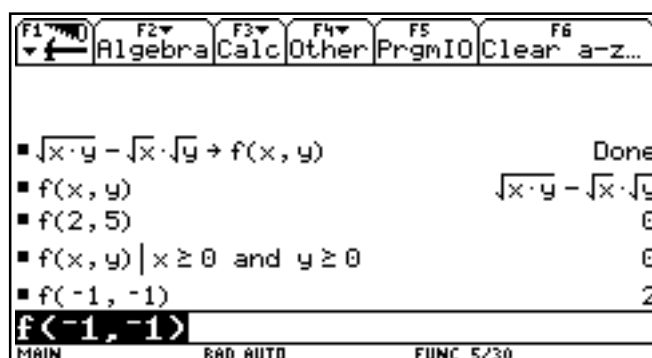 F1 F2 Algebra F3 Calc F4 Other F5 PrgmIO F6 Clear a-z...
▪ √x·y - √x·√y → f(x,y) Done
▪ f(x,y) √x·y - √x·√y
▪ f(2,5) 0
▪ f(x,y)|x ≥ 0 and y ≥ 0 0
▪ f(-1,-1) 2
f(-1,-1)
MAIN RAD AUTO FUNC 5/30